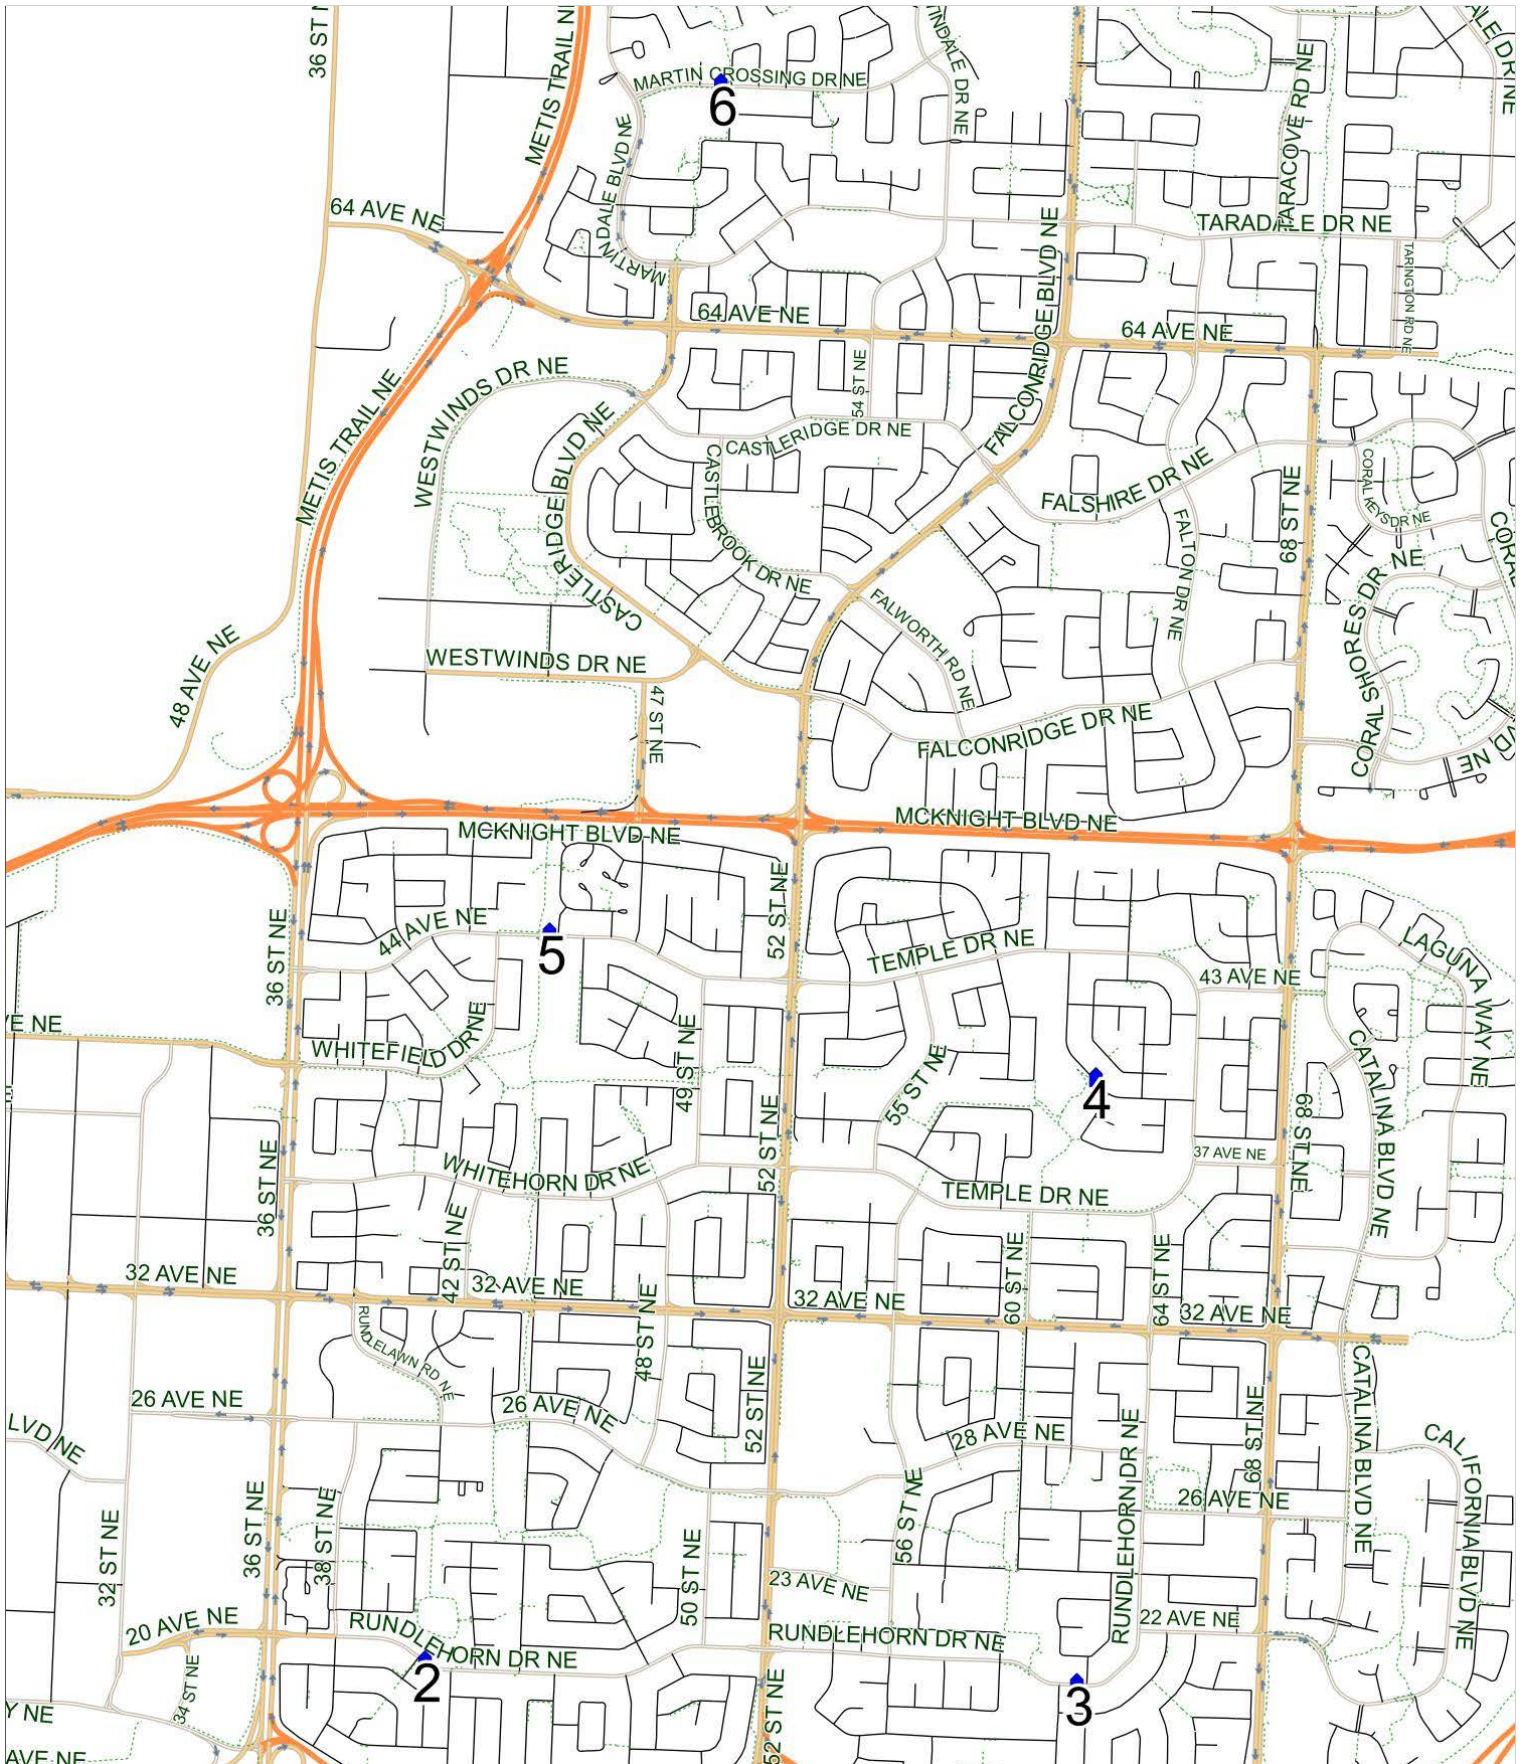 36 ST N
METIS TRAIL N
MARTIN CROSSING DR NE
6
TINDALE DR NE
TARACOVE RD NE
ALE DR NE
MARTINDALE BLVD NE
MARTIN
64 AVE NE
TARADALE DR NE
TARINGTON RD NE
64 AVE NE
64 AVE NE
FALCONRIDGE BLVD NE
METIS TRAIL NE
WESTWINDS DR NE
54 ST NE
CASTLERIDGE BLVD NE
CASTLERIDGE DR NE
FALCONRIDGE
CASTLEBROOK DR NE
FALSHIRE DR NE
CORAL KEYS DR NE
68 ST NE
FALTON DR NE
CORAL
CORAL SHORES DR NE
CASTLERIDGE
FALWORTH RD NE
48 AVE NE
WESTWINDS DR NE
47 ST NE
FALCONRIDGE DR NE
VD NE
MCKNIGHT BLVD NE
MCKNIGHT BLVD NE
52 ST NE
44 AVE NE
5
36 ST NE
TEMPLE DR NE
43 AVE NE
LAGUNA WAY NE
VE NE
WHITEFIELD DR NE
49 ST NE
55 ST NE
4
CATALINA BLVD NE
68 ST NE
52 ST NE
36 ST NE
WHITEHORN DR NE
37 AVE NE
TEMPLE DR NE
42 ST NE
32 AVE NE
32 AVE NE
48 ST NE
32 AVE NE
60 ST NE
64 ST NE
32 AVE NE
RUNDLELAWN RD NE
52 ST NE
CATALINA BLVD NE
26 AVE NE
26 AVE NE
28 AVE NE
68 ST NE
LVD NE
CALIFORNIA BLVD NE
RUNDLEHORN DR NE
26 AVE NE
32 ST NE
36 ST NE
38 ST NE
56 ST NE
50 ST NE
23 AVE NE
20 AVE NE
RUNDLEHORN DR NE
RUNDLEHORN DR NE
22 AVE NE
34 ST NE
2
3
52 ST NE
Y NE
AVE NE